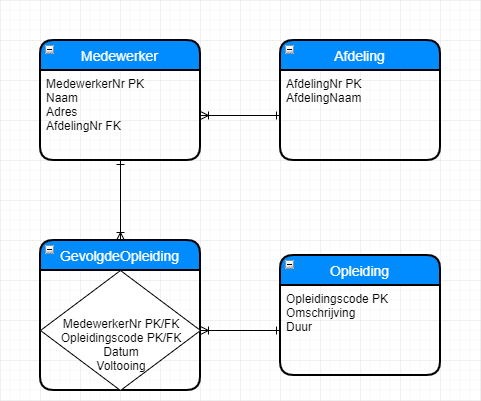 Medewerker
MedewerkerNr PK
Naam
Adres
AfdelingNr FK
Afdeling
AfdelingNr PK
AfdelingNaam
GevolgdeOpleiding
MedewerkerNr PK/FK
Opleidingscode PK/FK
Datum
Voltooing
Opleiding
Opleidingscode PK
Omschrijving
Duur